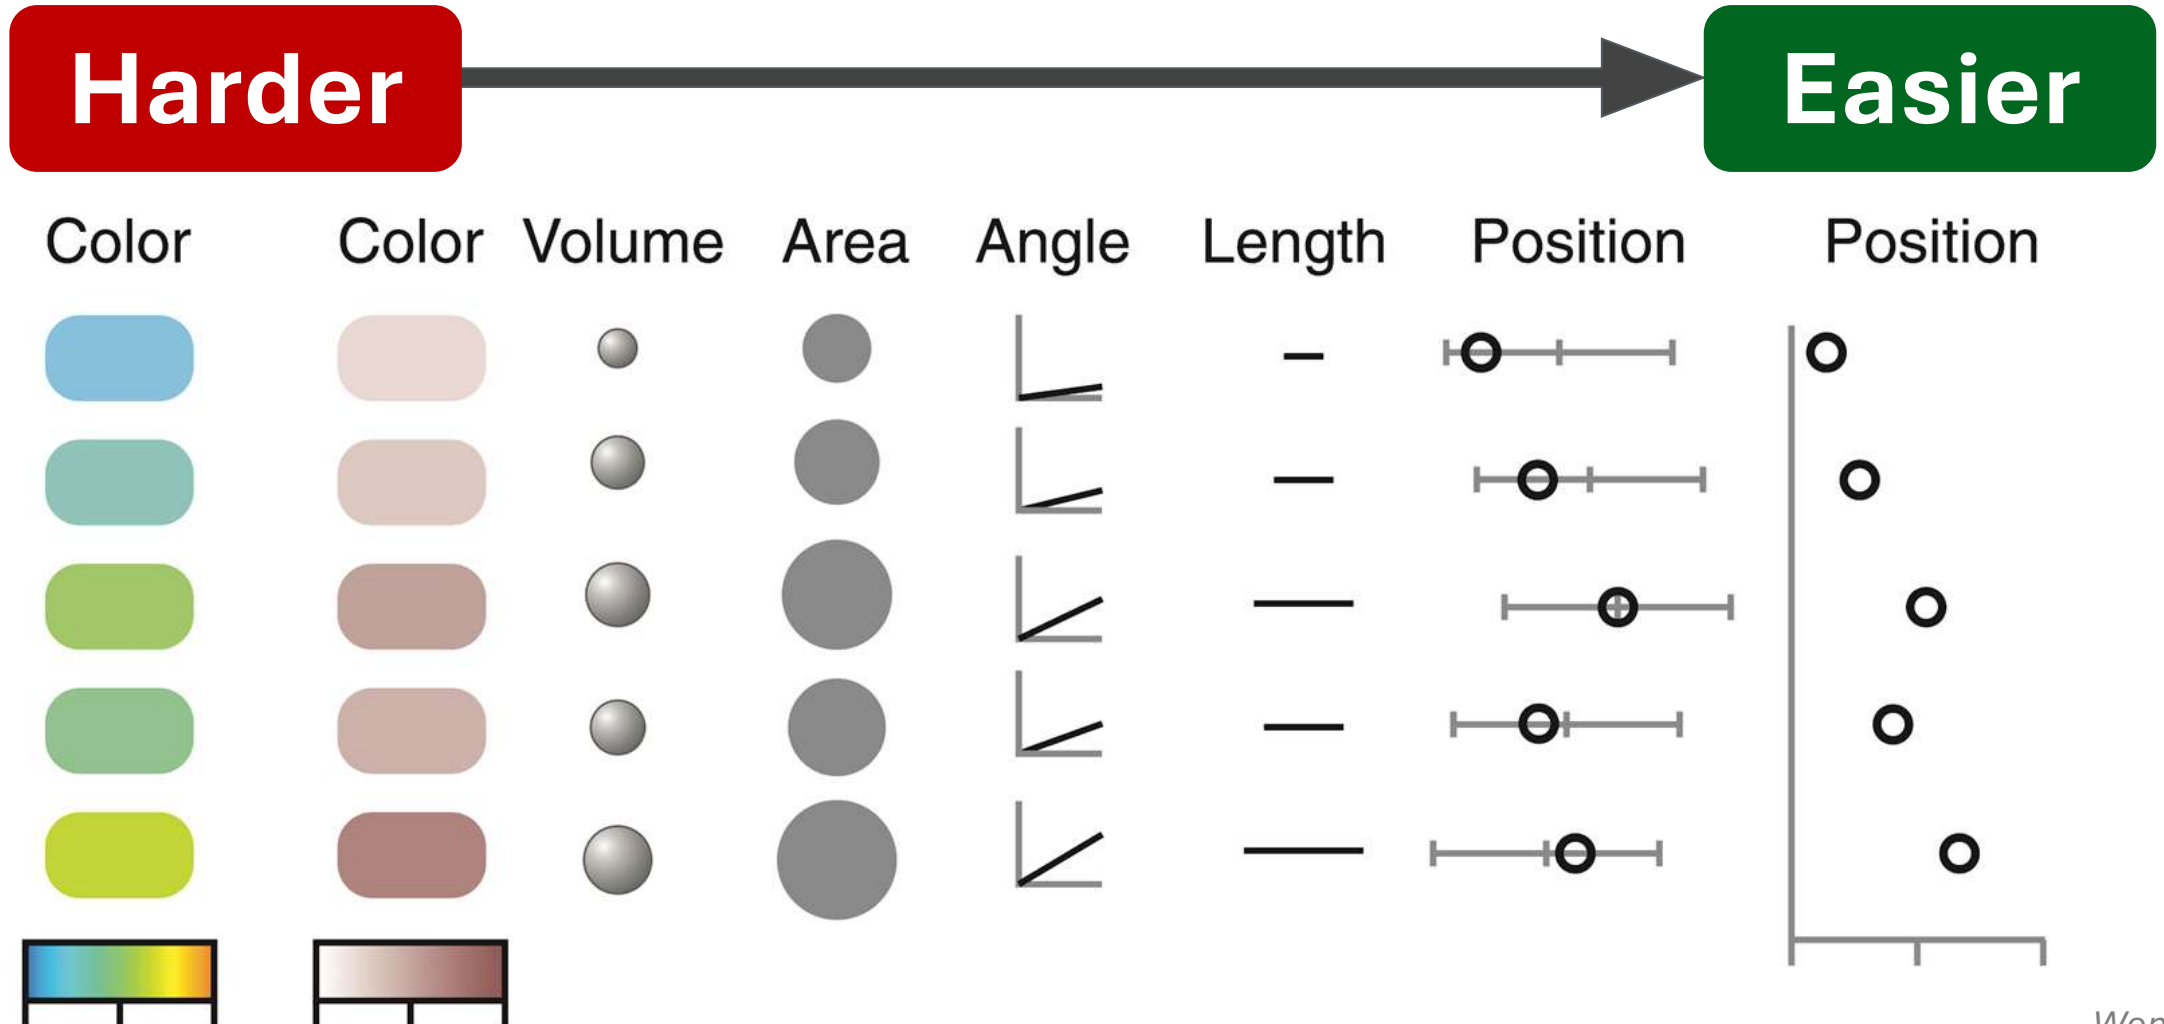 Harder
Easier
Color
Color
Volume
Area
Angle
Length
Position
Position